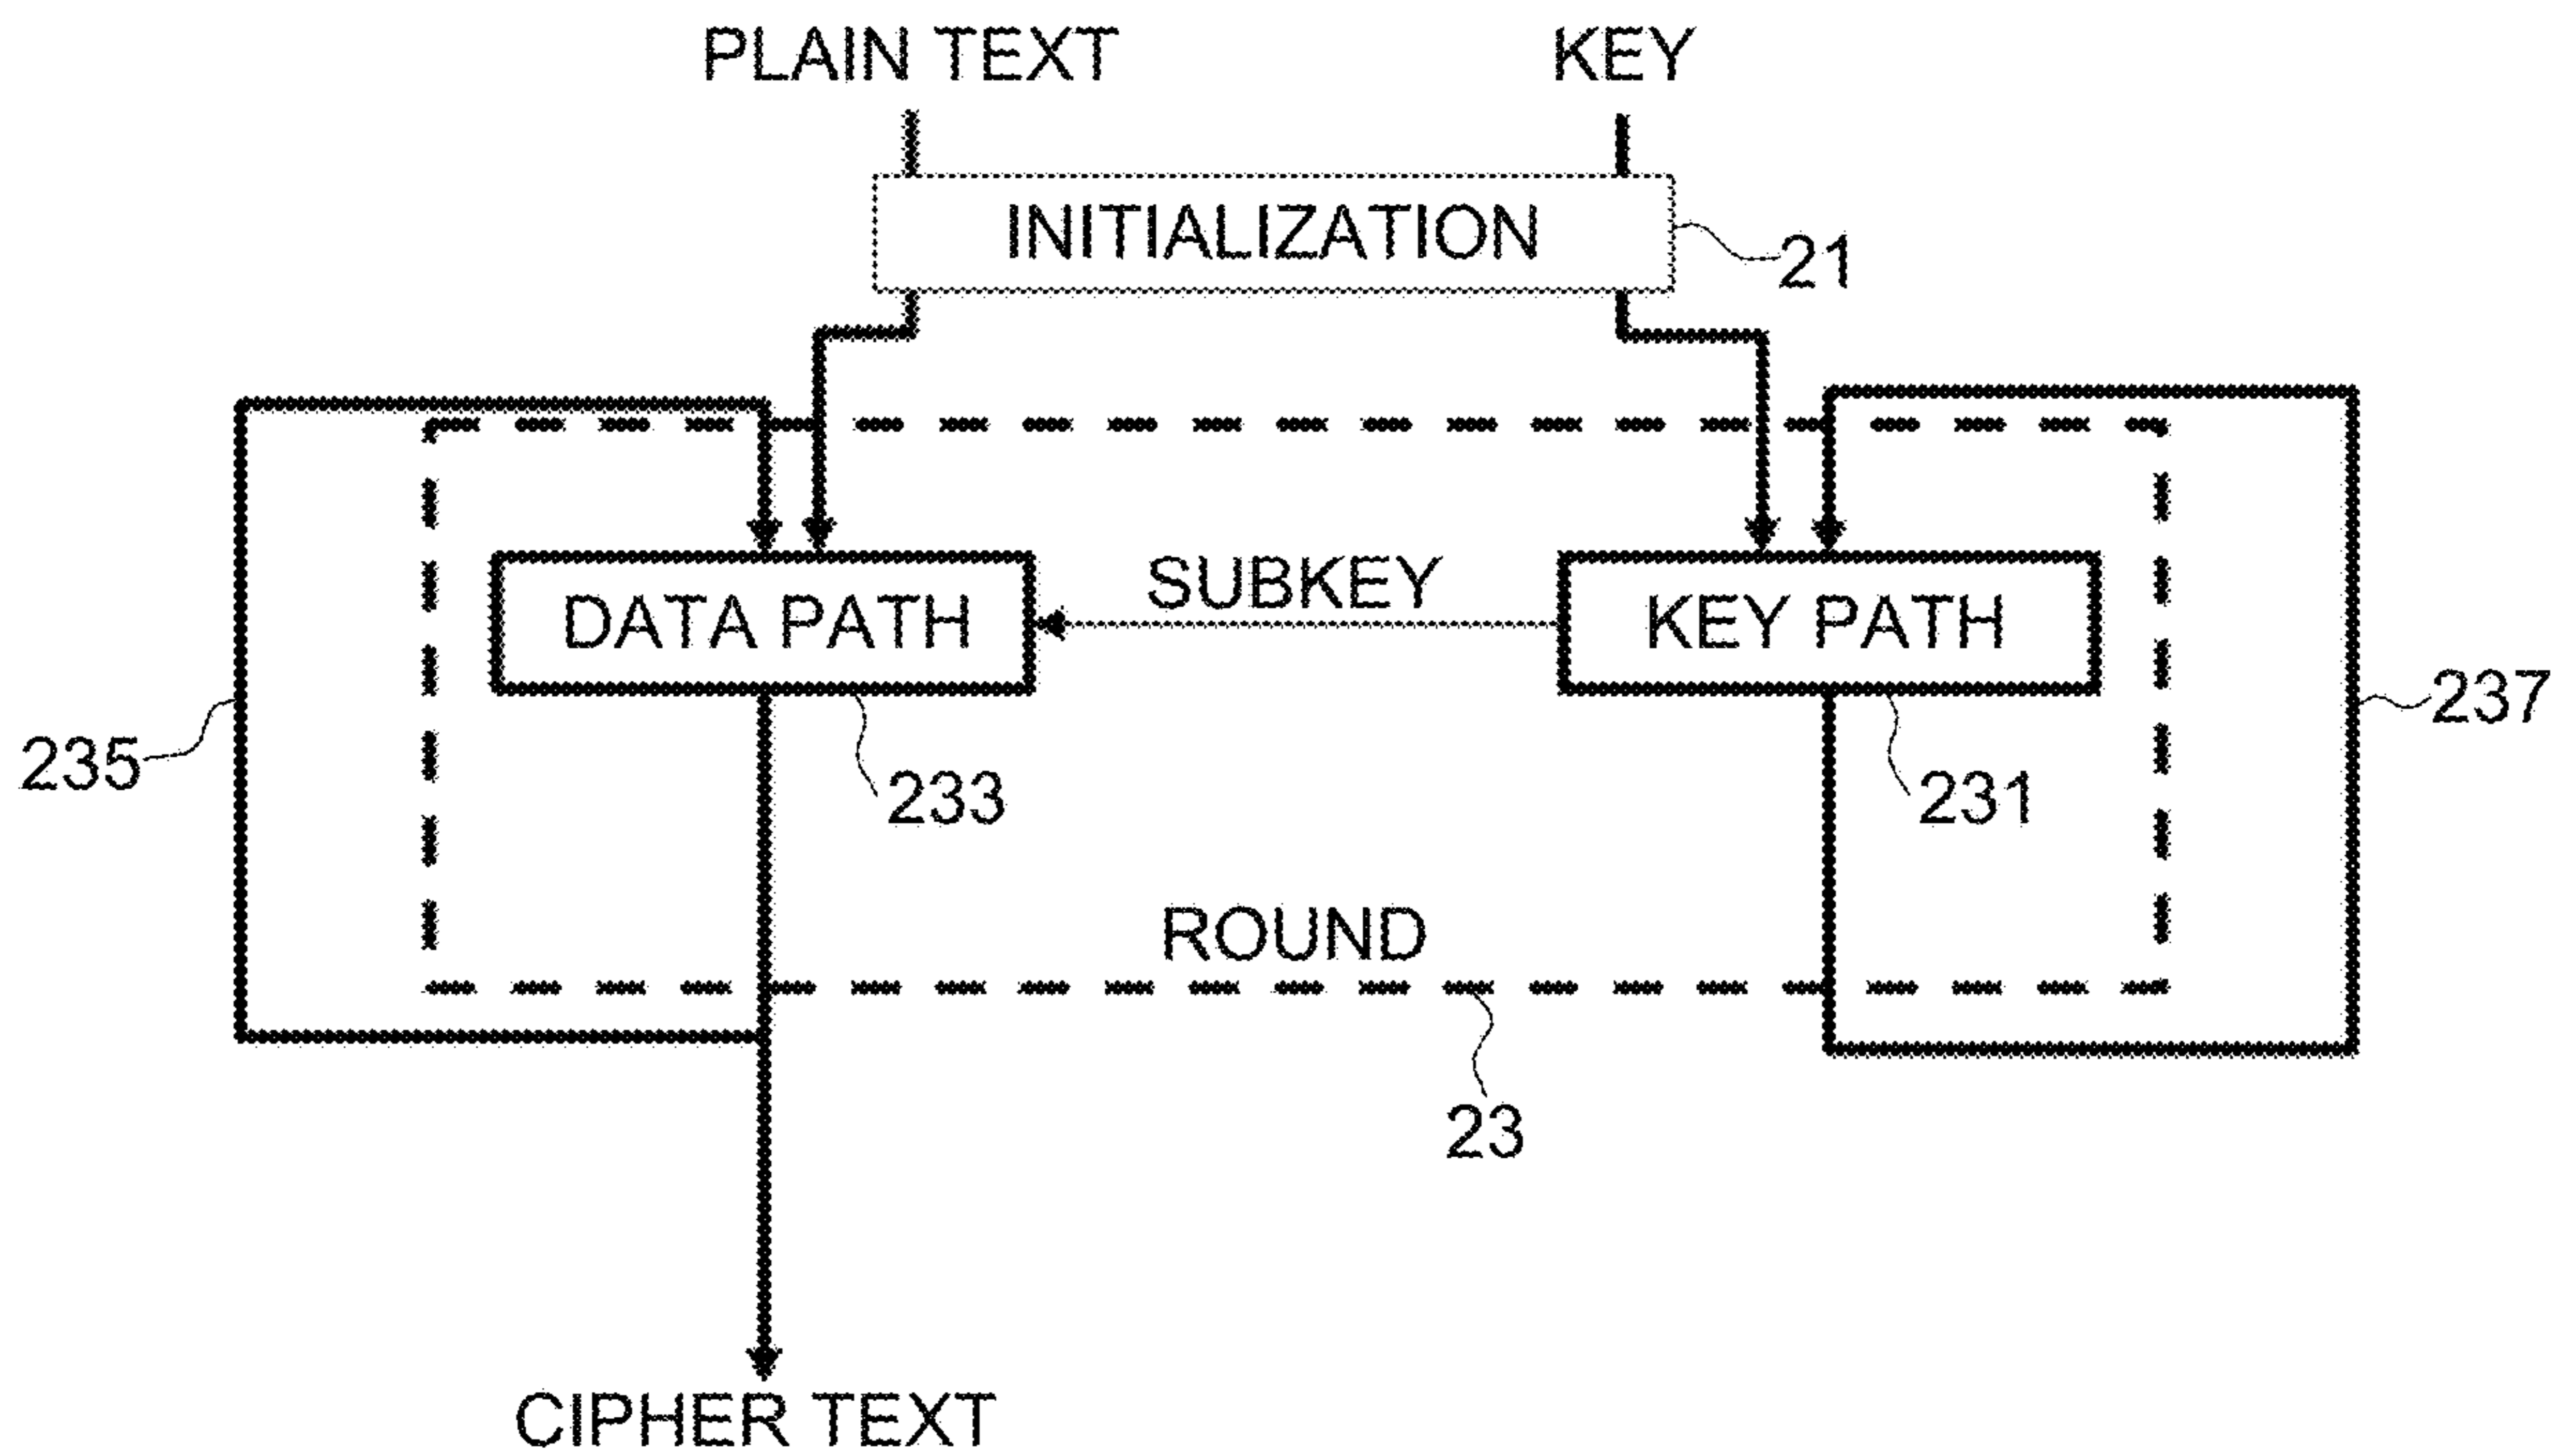 PLAIN TEXT
KEY
INITIALIZATION
21
SUBKEY
DATA PATH
KEY PATH
237
235
233
231
ROUND
23
CIPHER TEXT